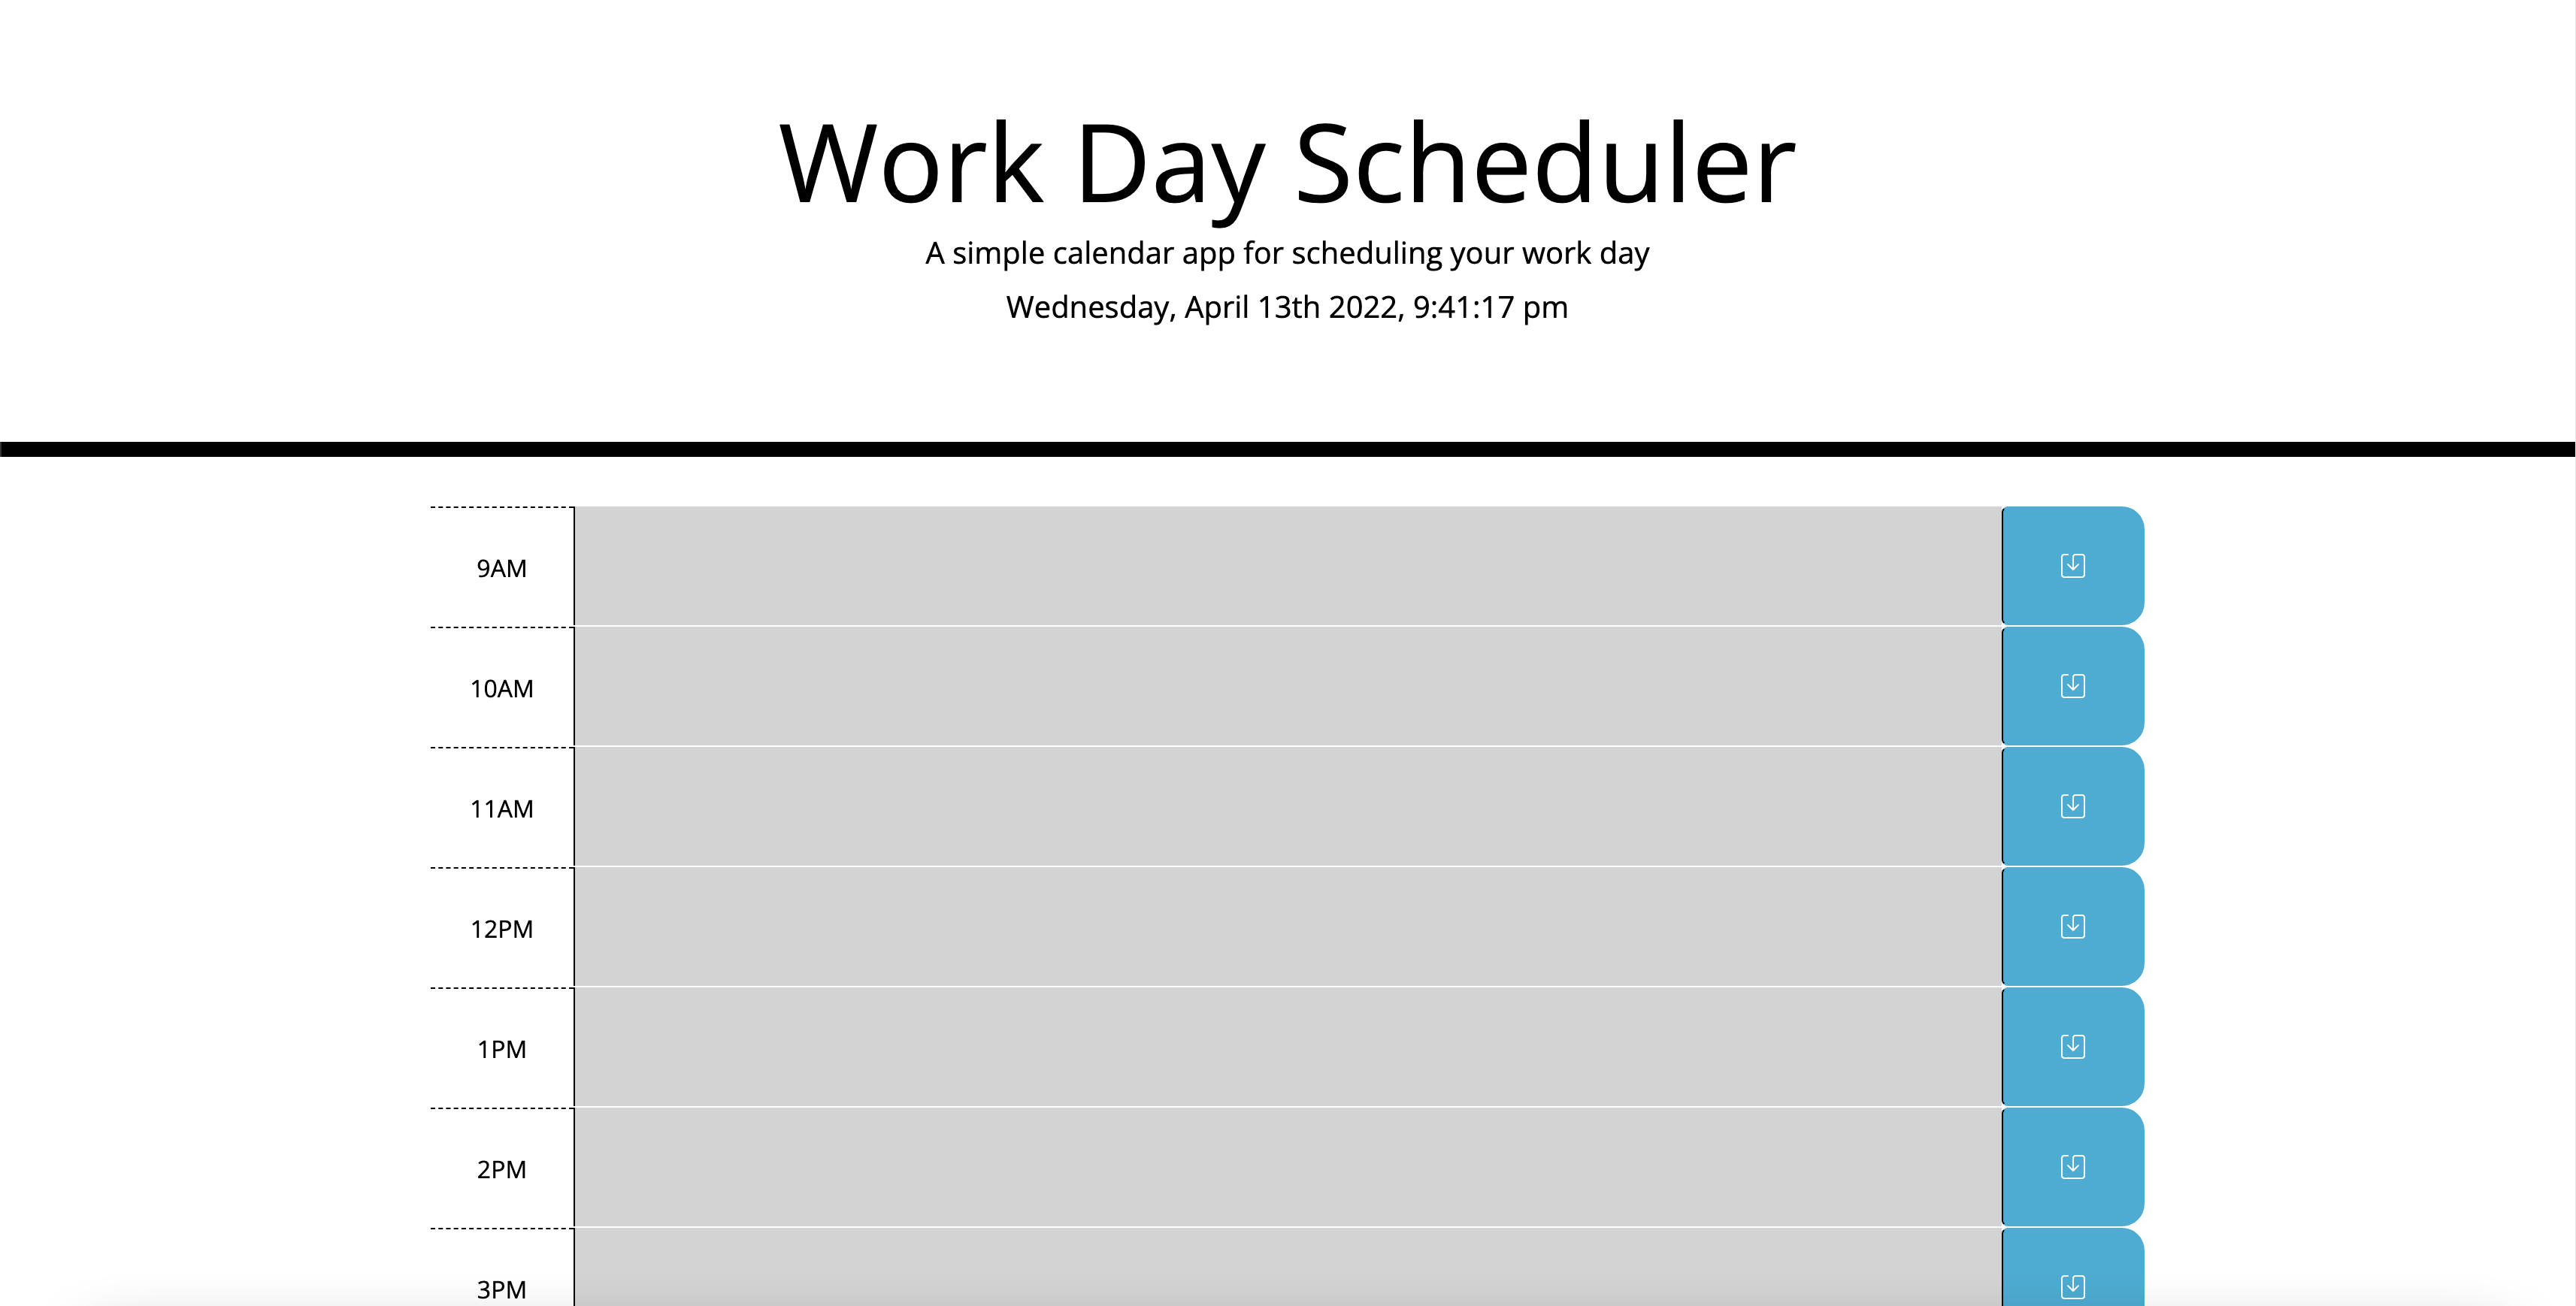 Work Day Scheduler
A simple calendar app for scheduling your work day
Wednesday, April 13th 2022, 9:41:17 pm
9AM
10AM
11AM
12PM
1PM
2PM
3PM